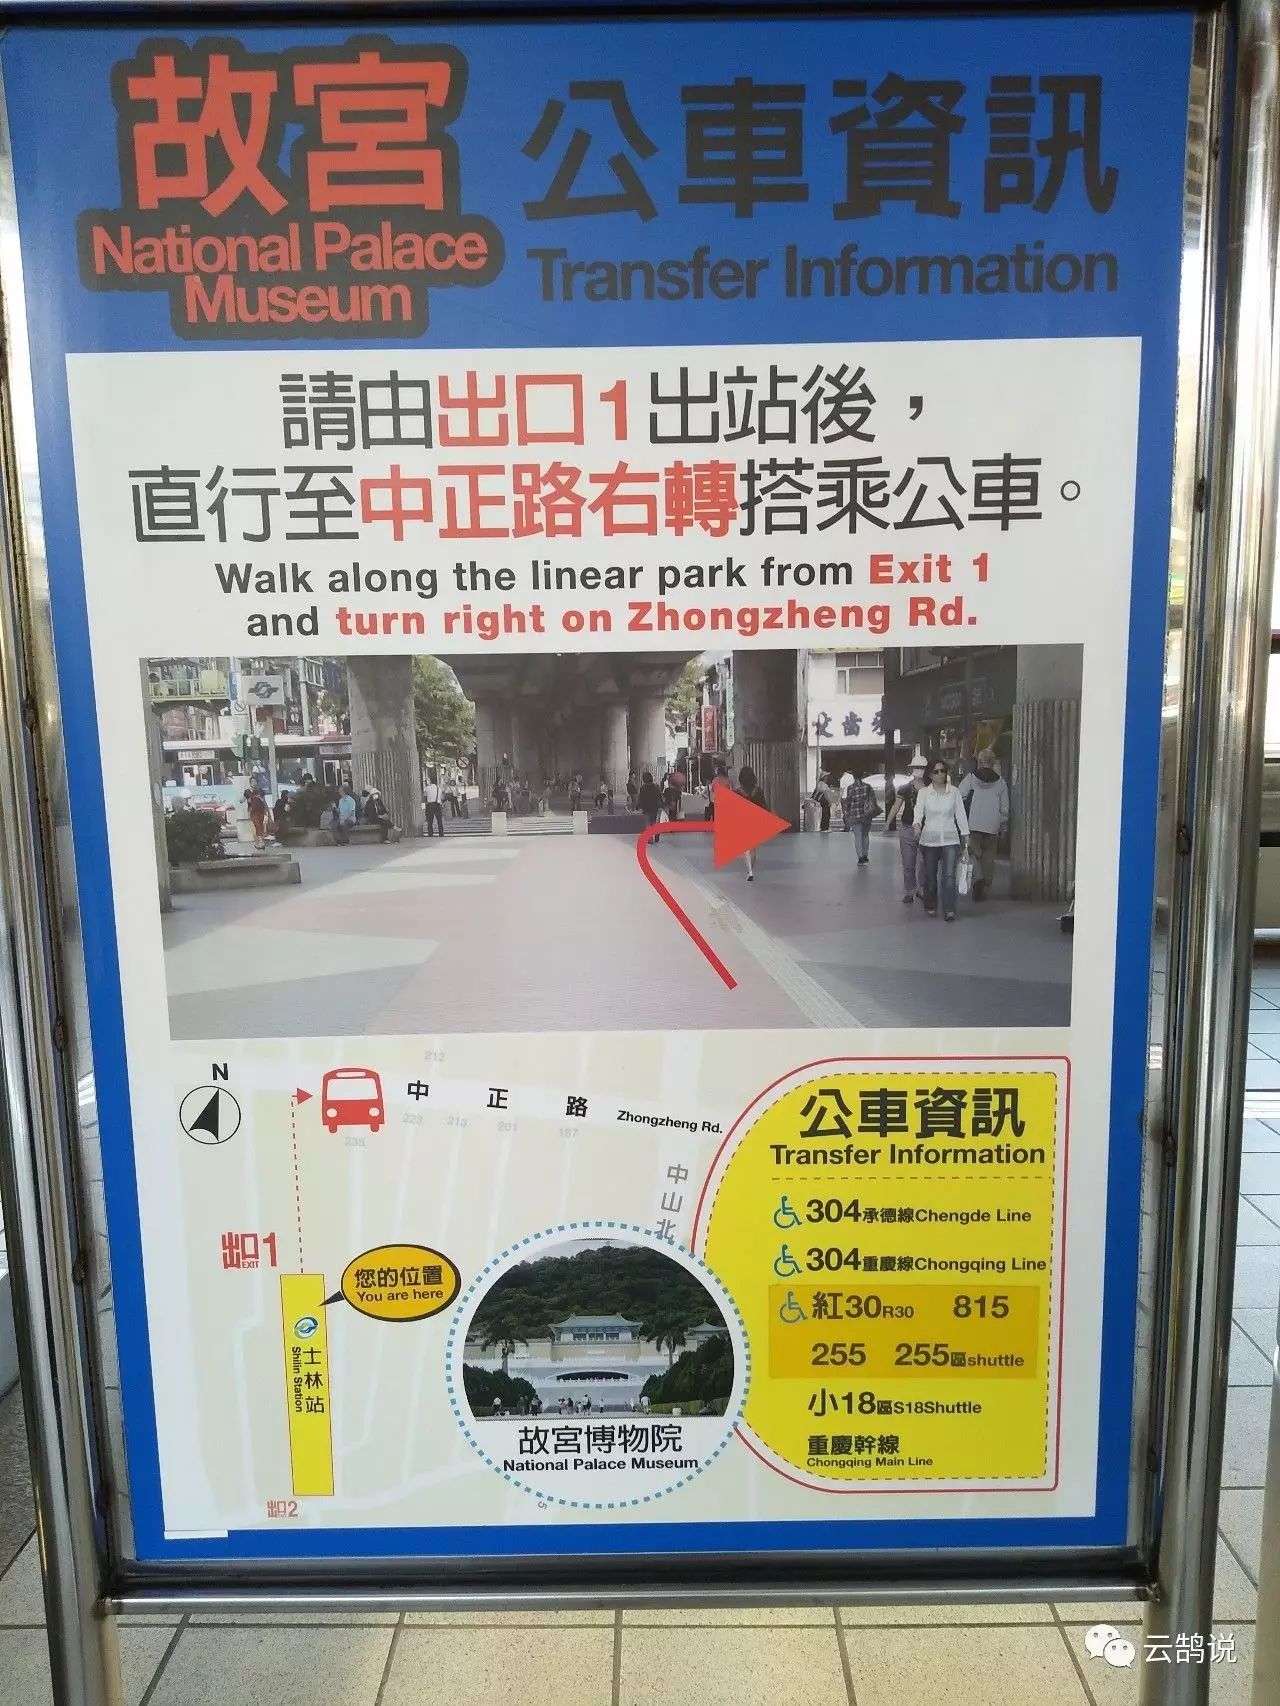 故宮
National Palace
Museum
公車資訊
Transfer Information
請由出口1出站後，
直行至中正路右轉搭乘公車。
Walk along the linear park from Exit 1
and turn right on Zhongzheng Rd.
N
212
中正路 Zhongzheng Rd.
223 213 201 187
235
中山北
出口1
EXIT
您的位置
You are here
士林站
Shilin Station
出口2
故宮博物院
National Palace Museum
公車資訊
Transfer Information
304承德線Chengde Line
304重慶線Chongqing Line
紅30R30 815
255 255區shuttle
小18區S18Shuttle
重慶幹線
Chongqing Main Line
云鹄说